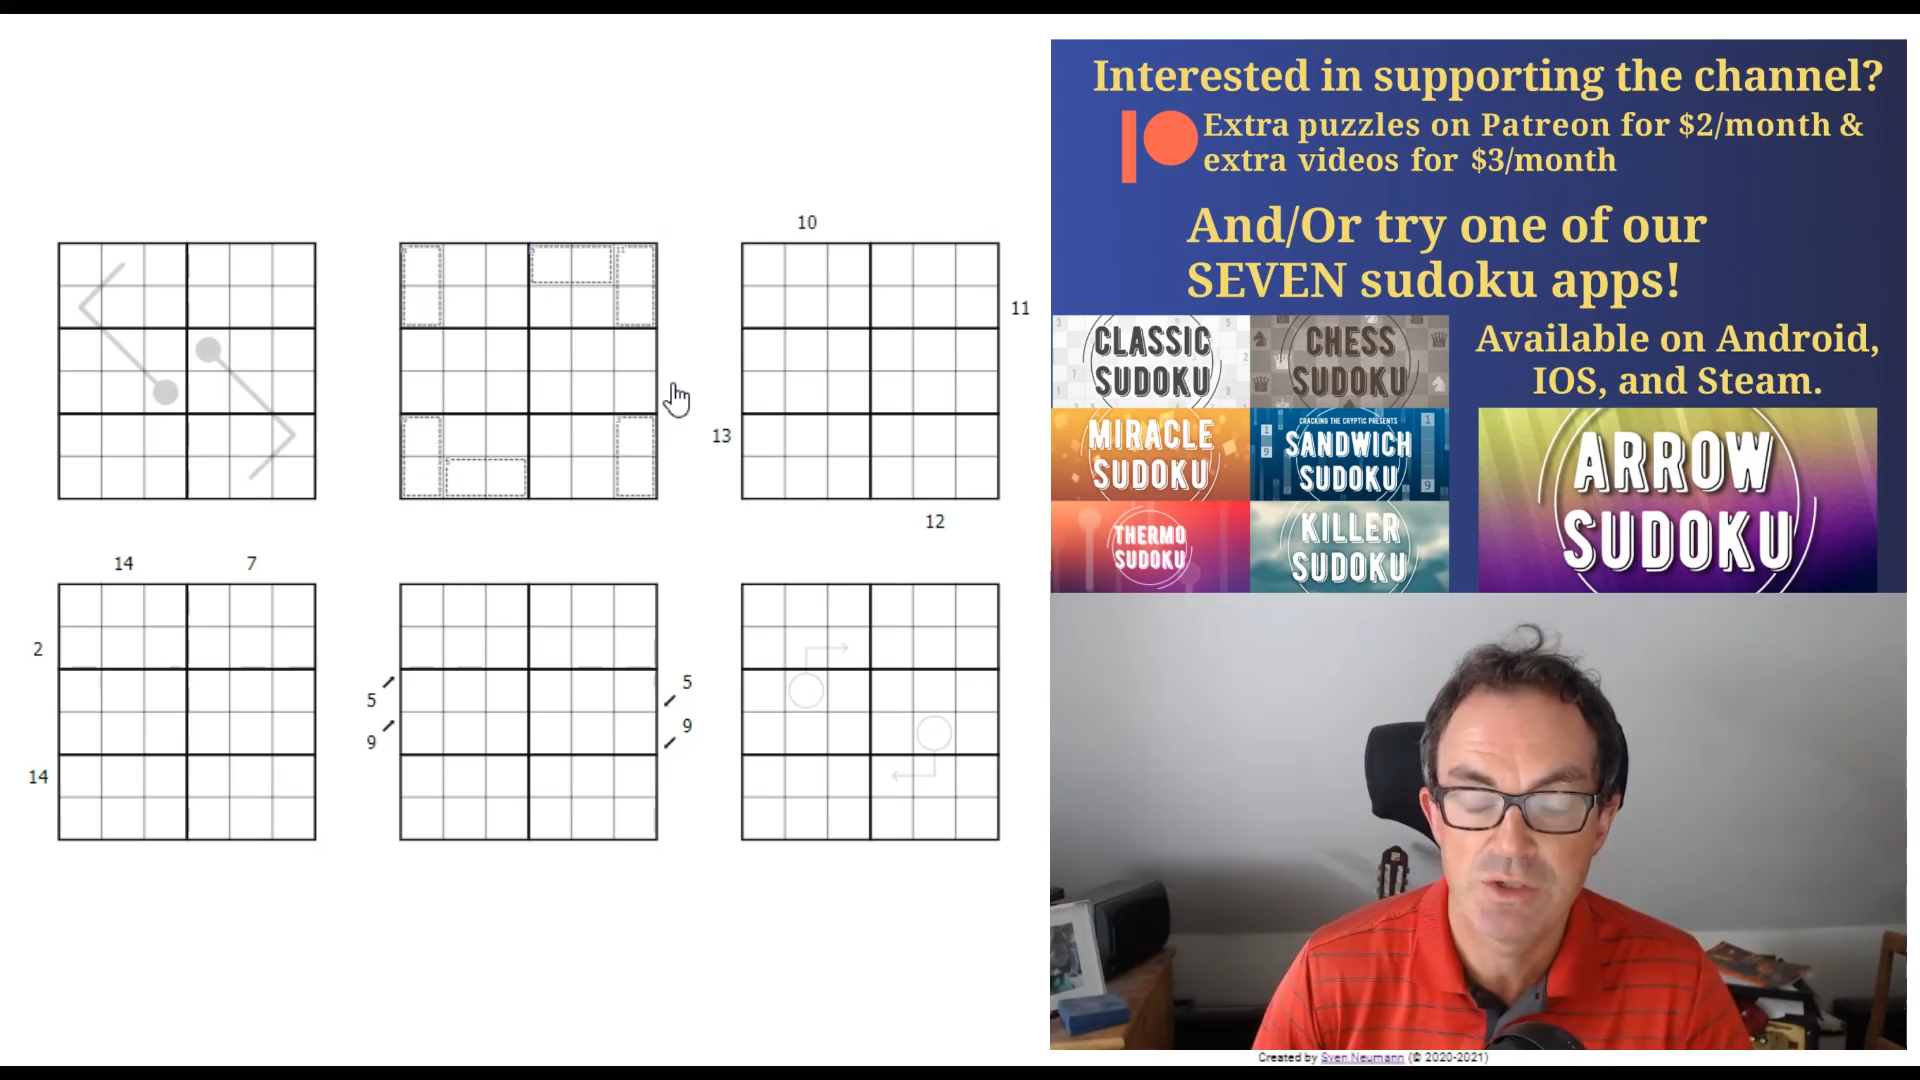 Interested in supporting the channel?
Extra puzzles on Patreon for $2/month &
extra videos for $3/month
And/Or try one of our
SEVEN sudoku apps!
Available on Android,
IOS, and Steam.
CLASSIC
SUDOKU
CHESS
SUDOKU
MIRACLE
SUDOKU
CRACKING THE CRYPTIC PRESENTS
SANDWICH
SUDOKU
THERMO
SUDOKU
KILLER
SUDOKU
ARROW
SUDOKU
10
11
11
13
12
14
7
2
14
5
9
5
9
Created by Sven Neumann (© 2020-2021)